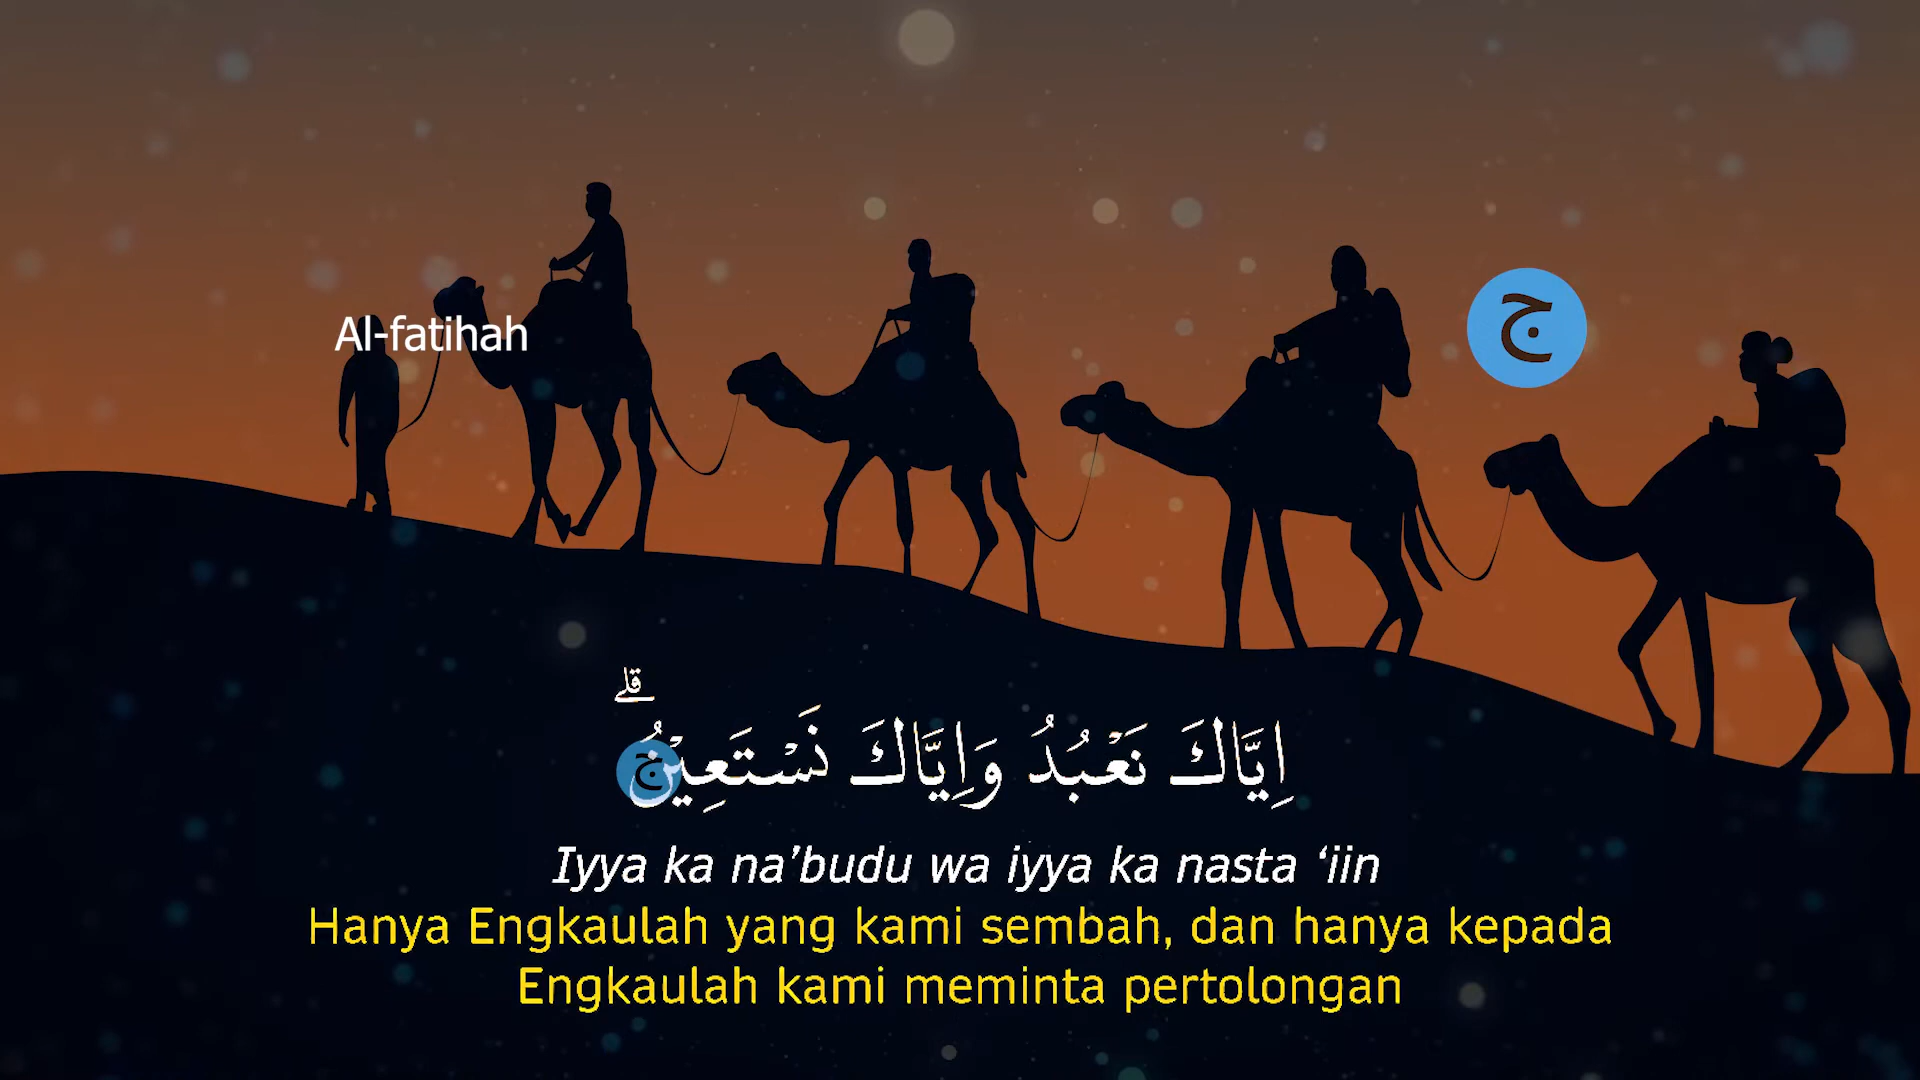 Al-fatihah
ج
قلے
اِيَّاكَ نَعْبُدُ وَاِيَّاكَ نَسْتَعِيْنُ
ج
Iyya ka na’budu wa iyya ka nasta ‘iin
Hanya Engkaulah yang kami sembah, dan hanya kepada
Engkaulah kami meminta pertolongan